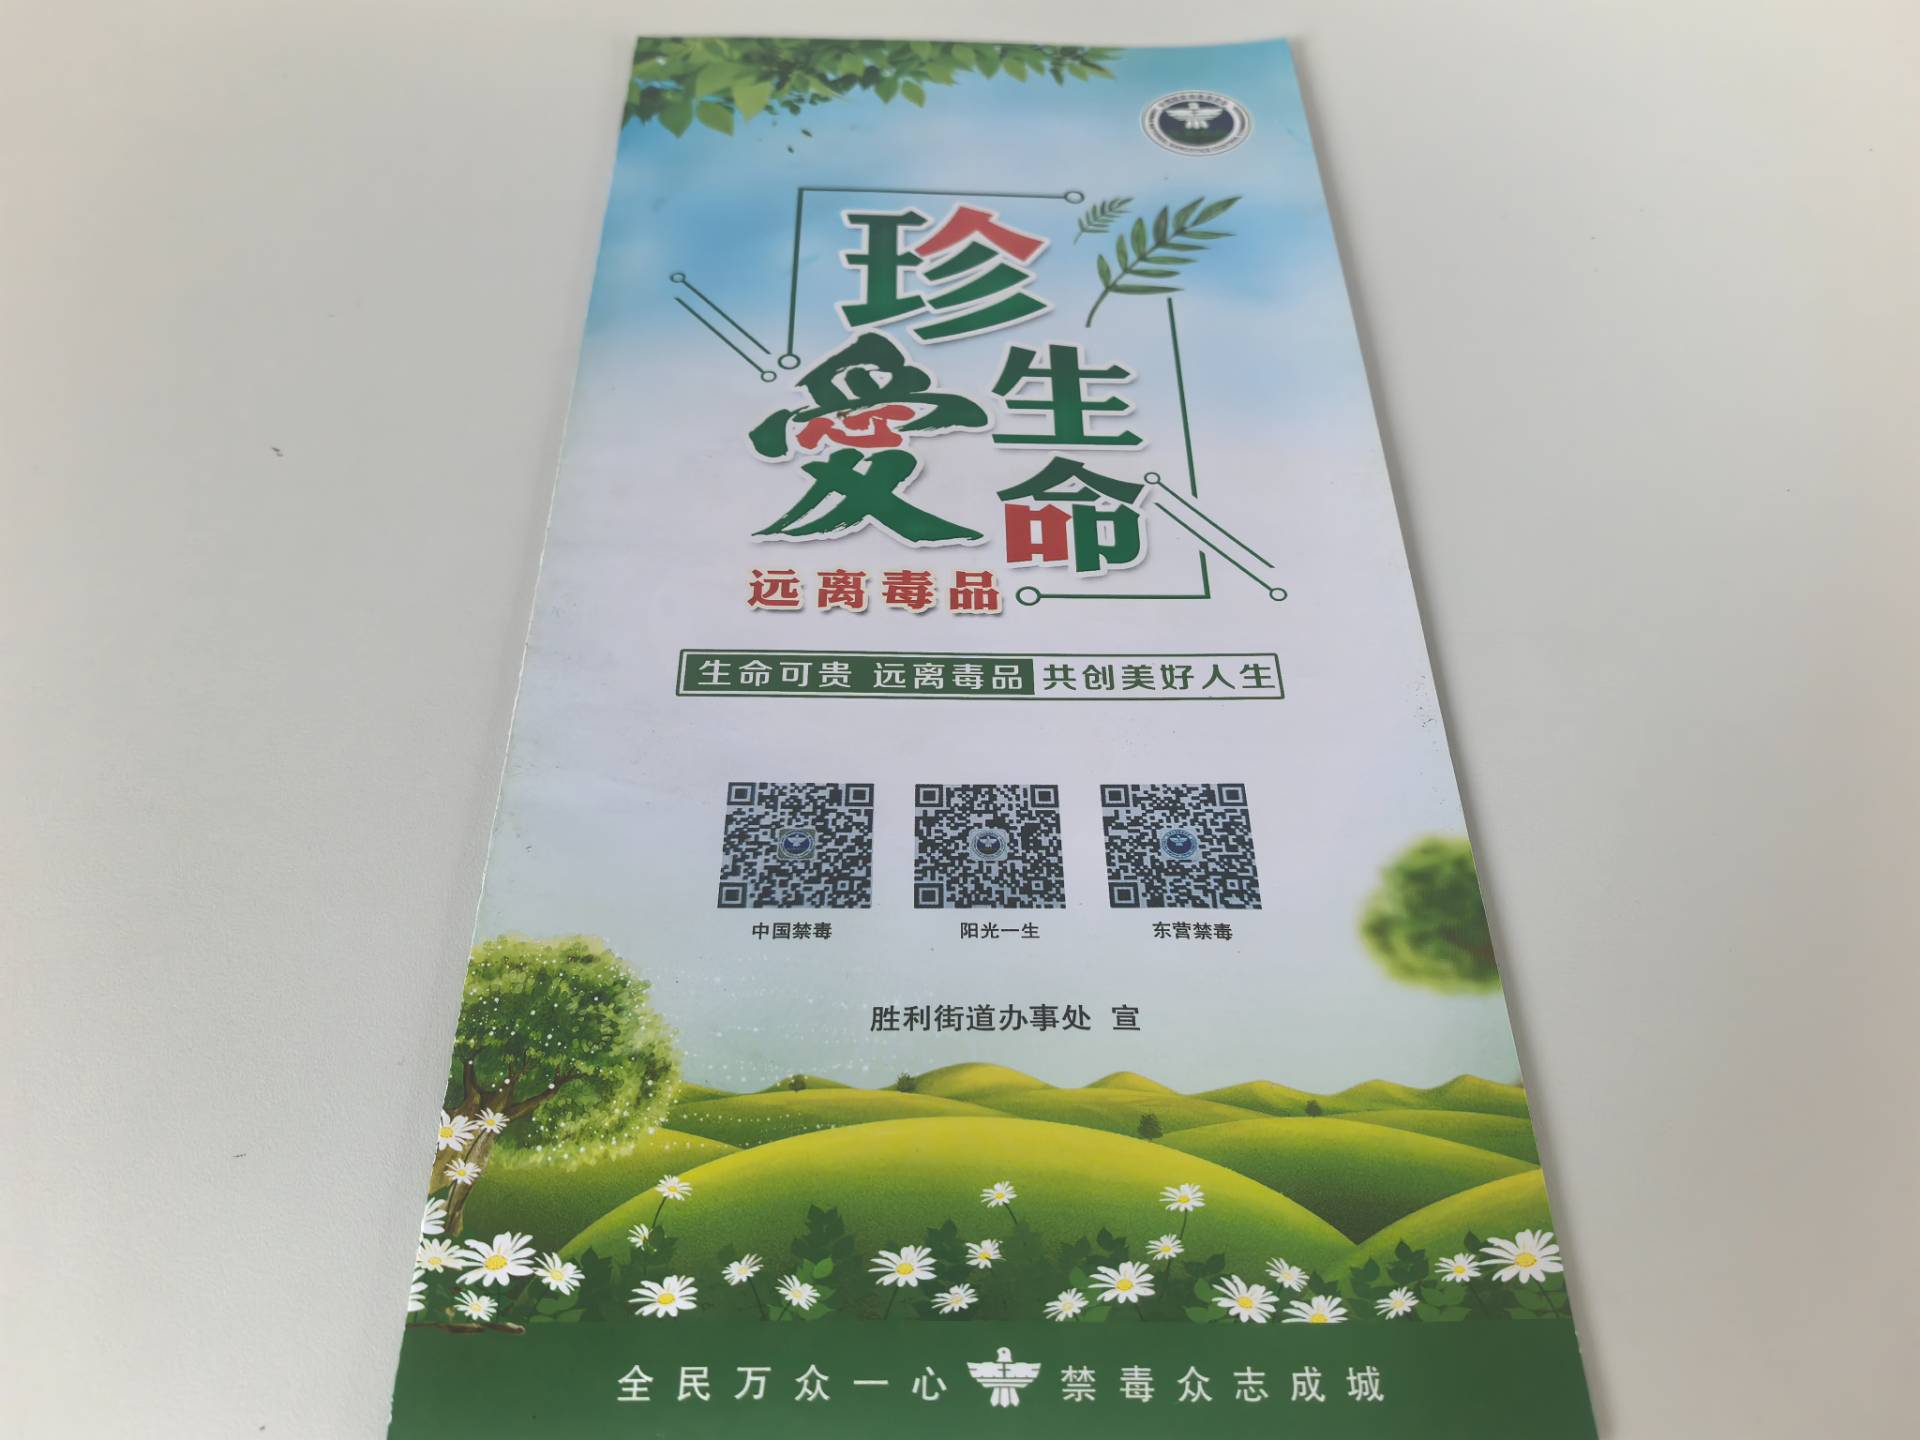 珍爱生命
远离毒品
生命可贵 远离毒品 共创美好人生
中国禁毒
阳光一生
东营禁毒
胜利街道办事处 宣
全民万众一心 禁毒众志成城